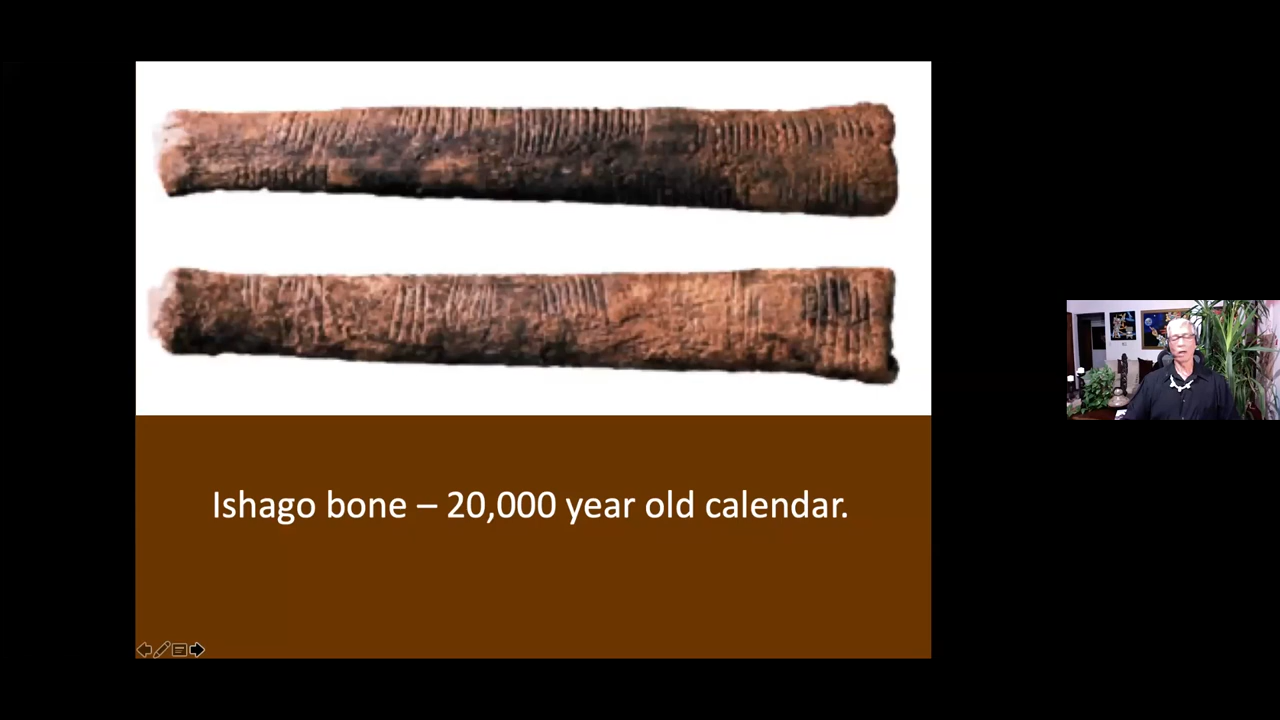 Ishago bone – 20,000 year old calendar.